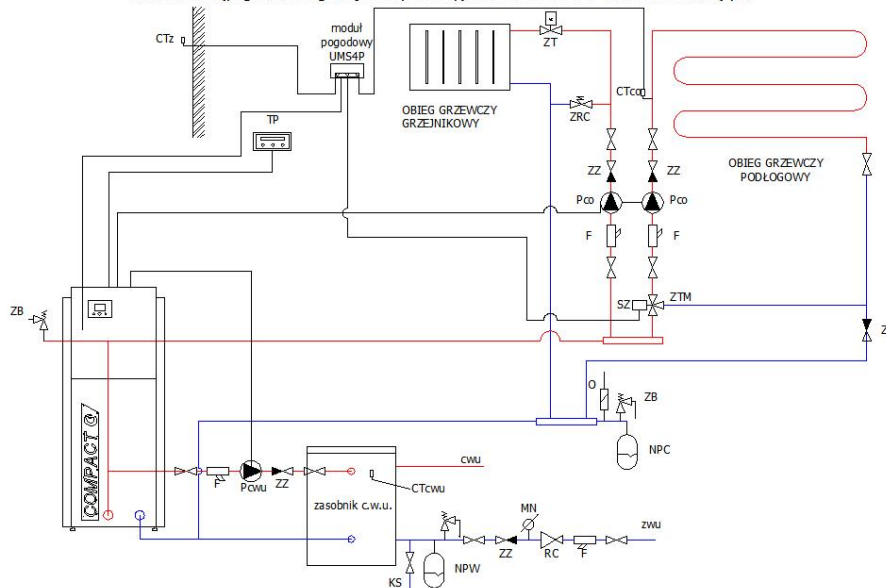 CTz
moduł
pogodowy
UMS4P
ZT
TP
OBIEG GRZEWCZY
GRZEJNIKOWY
ZRC
CTco
ZZ
ZZ
OBIEG GRZEWCZY
PODŁOGOWY
Pco
Pco
F
F
SZ
ZTM
ZB
Z
O
ZB
NPC
COMPACT
F
Pcwu
ZZ
cwu
CTcwu
zasobnik c.w.u.
MN
zwu
ZZ
RC
F
NPW
KS